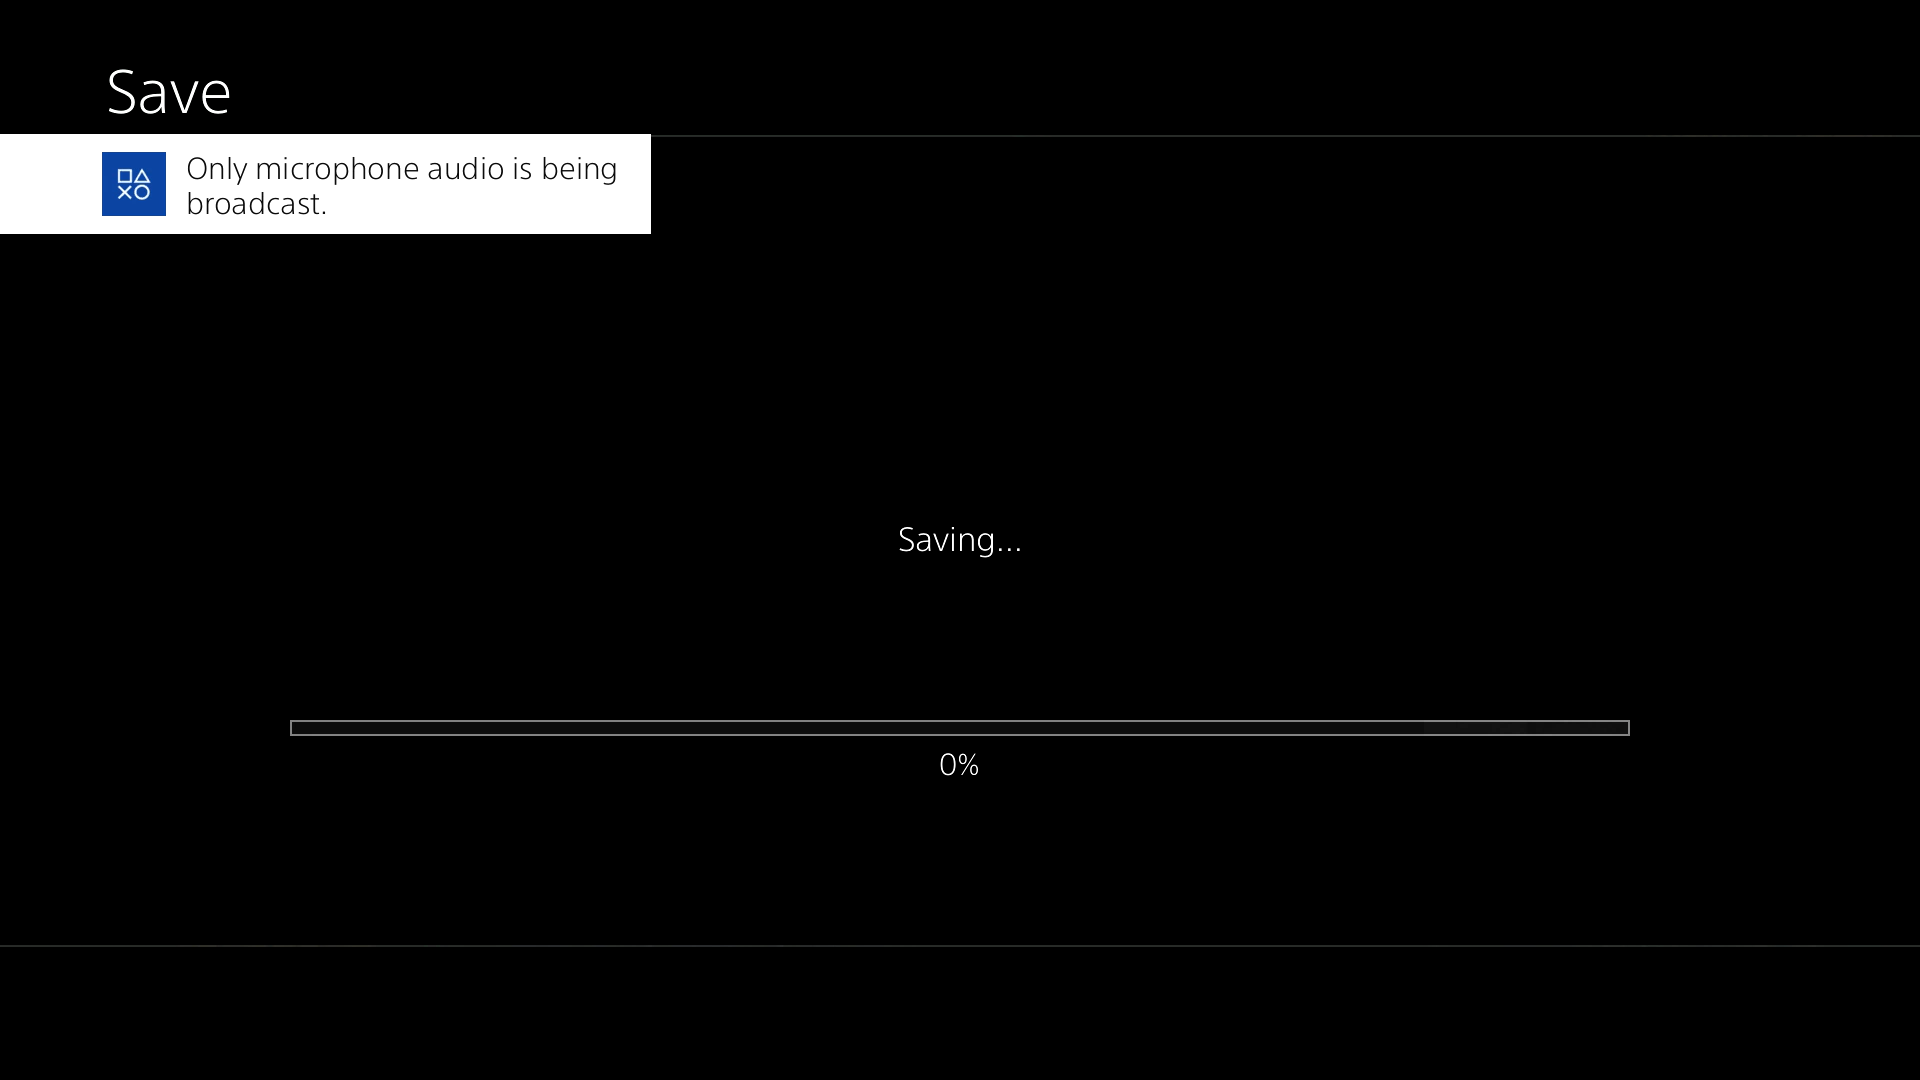 Save
Only microphone audio is being
broadcast.
Saving...
0%